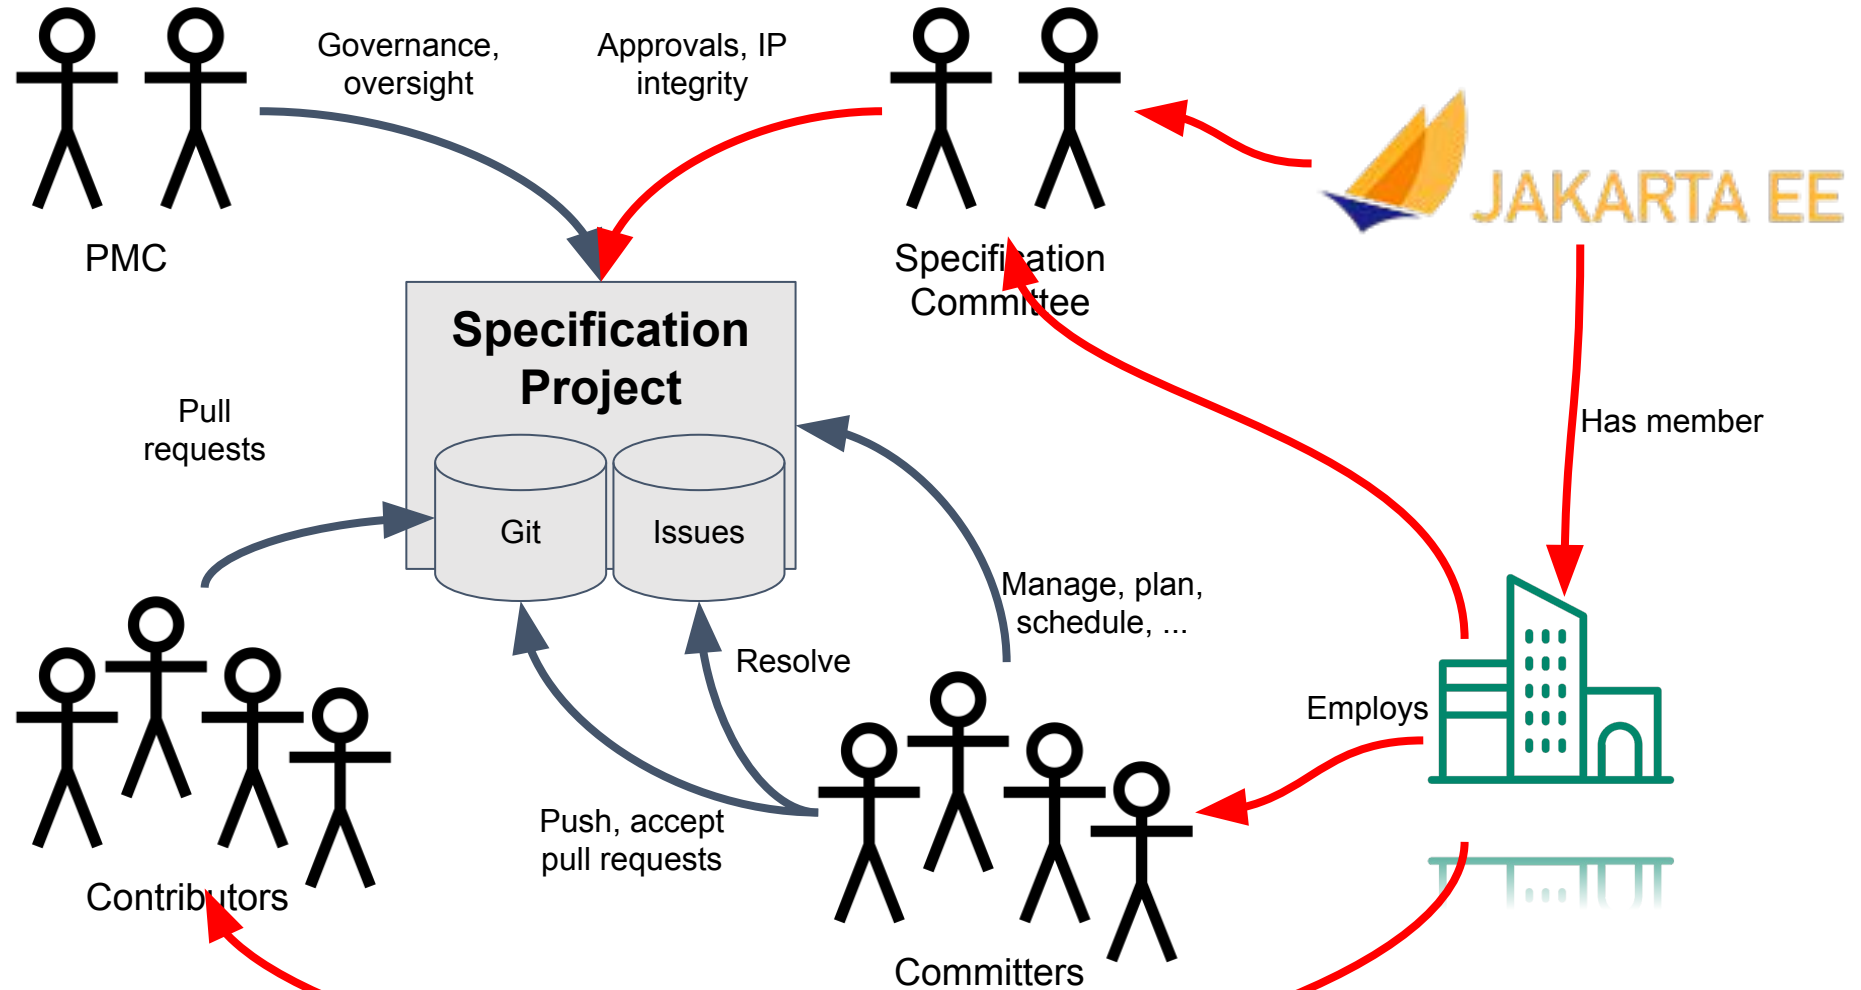 Governance,
oversight
Approvals, IP
integrity
PMC
Specification
Committee
JAKARTA EE
Specification
Project
Pull
requests
Git
Issues
Has member
Manage, plan,
schedule, ...
Resolve
Employs
Push, accept
pull requests
Contributors
Committers